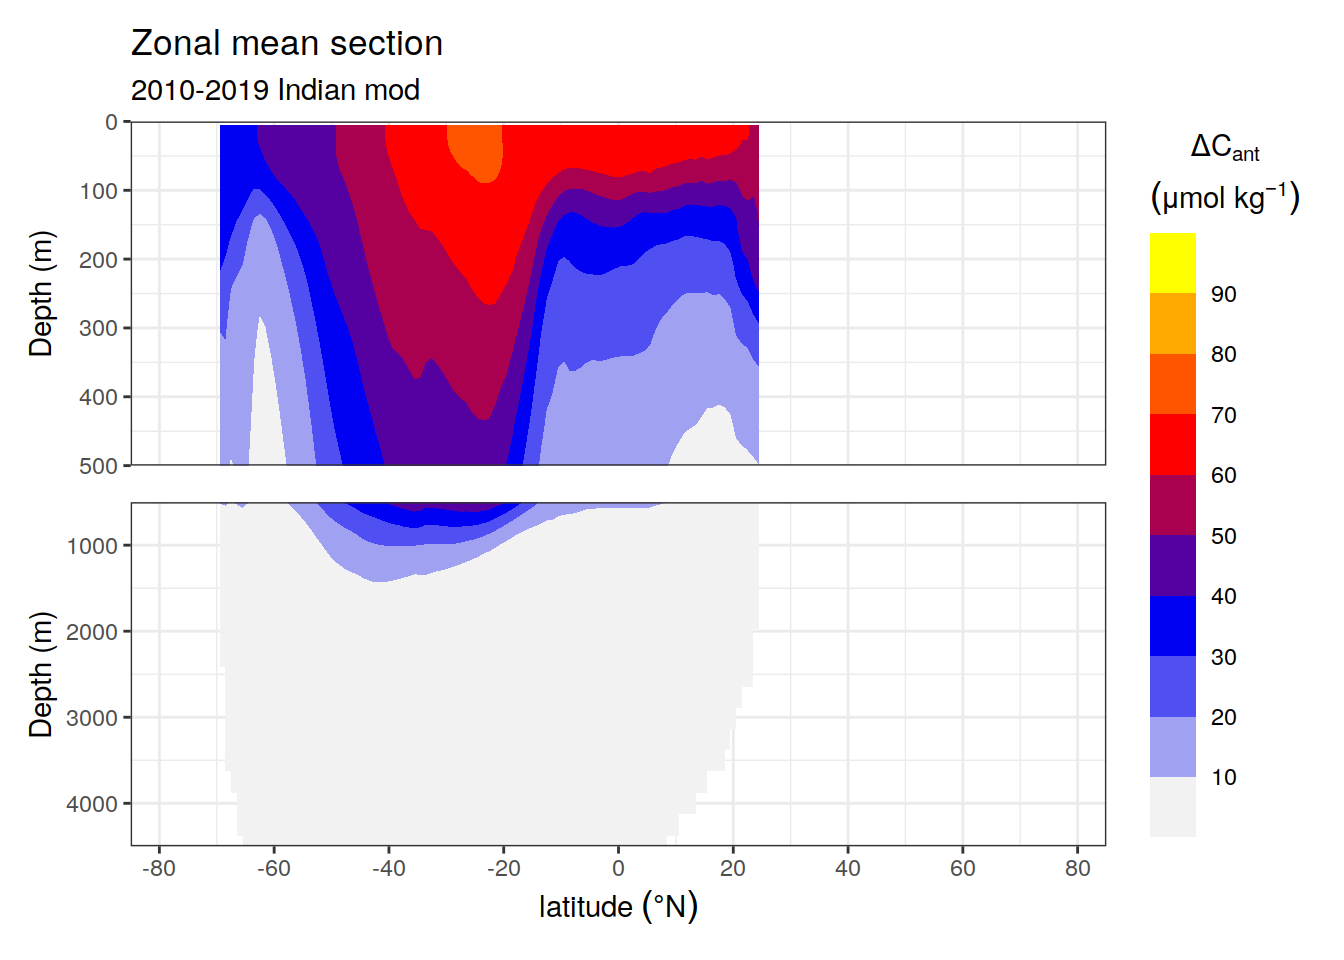 Zonal mean section
2010-2019 Indian mod
0
100
200
300
400
500
Depth (m)
1000
2000
3000
4000
Depth (m)
-80 -60 -40 -20 0 20 40 60 80
latitude (°N)
ΔCant
(μmol kg⁻¹)
90
80
70
60
50
40
30
20
10